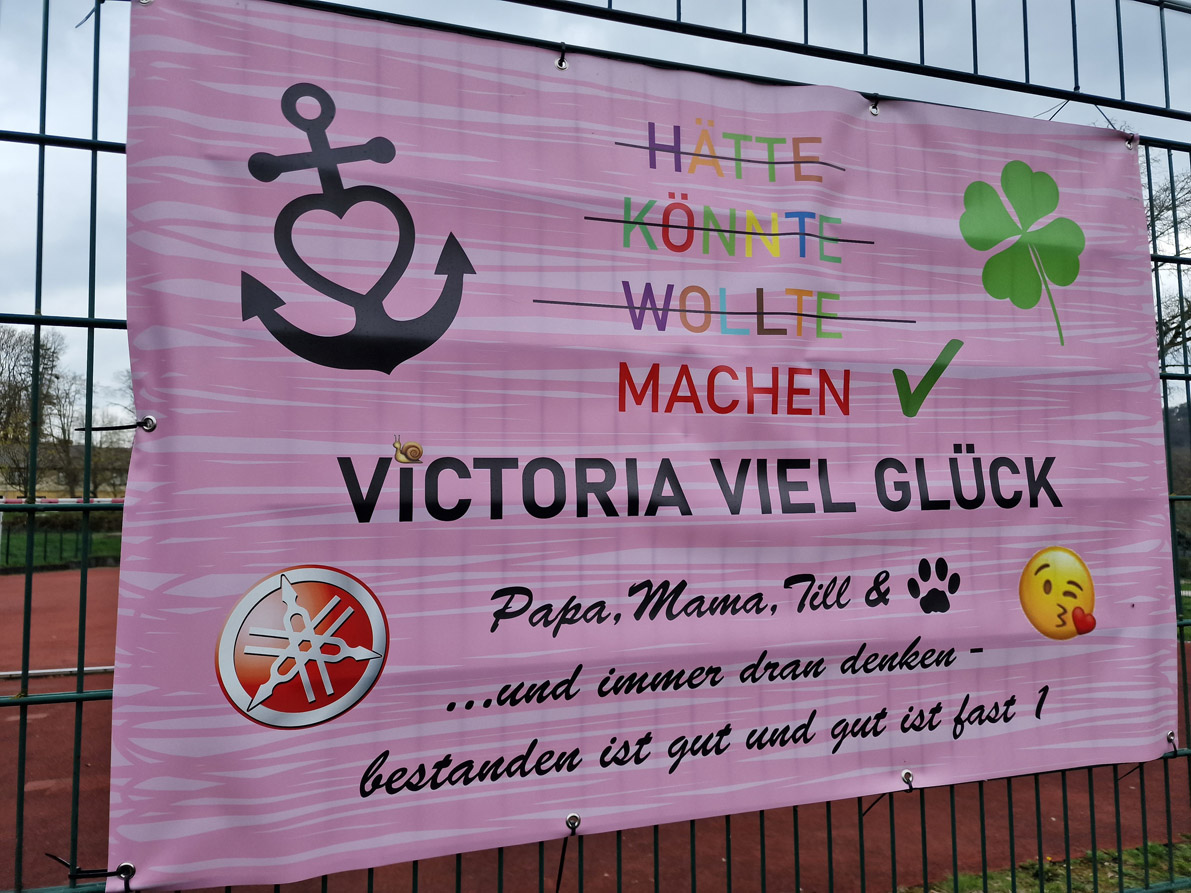 HÄTTE
KÖNNTE
WOLLTE
MACHEN
VICTORIA VIEL GLÜCK
Papa, Mama, Till &
...und immer dran denken -
bestanden ist gut und gut ist fast 1